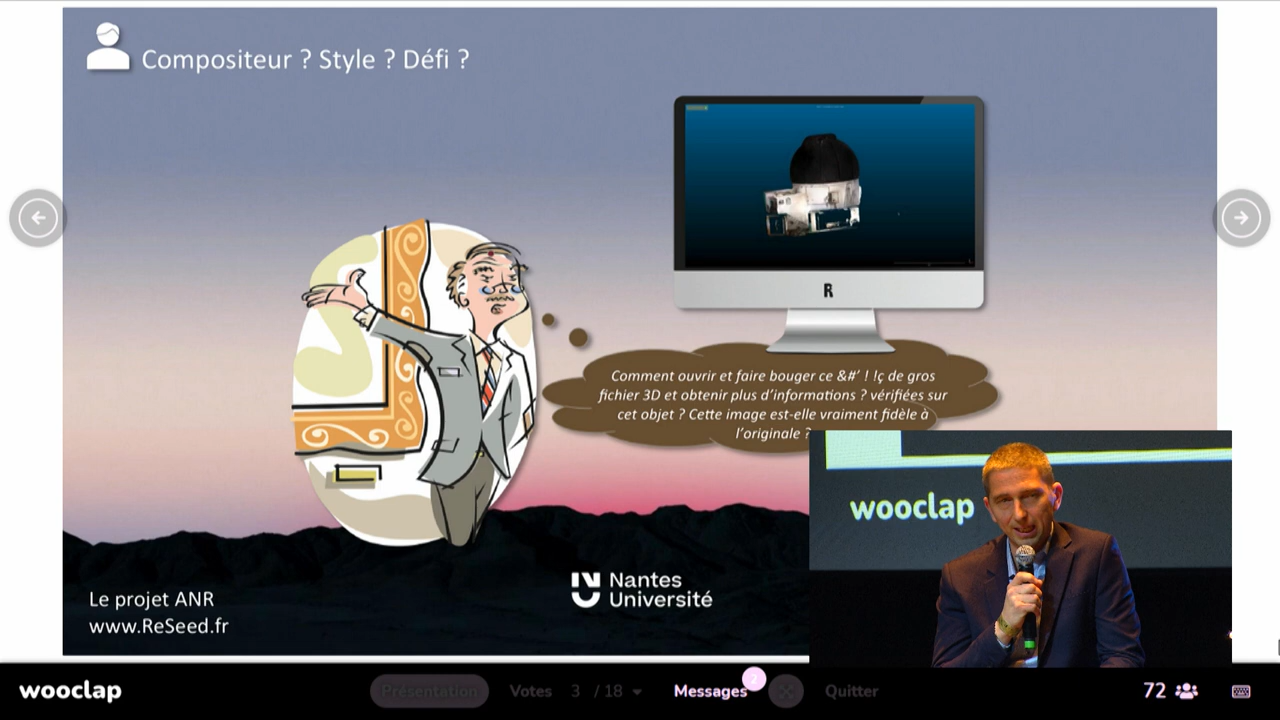 Compositeur ? Style ? Défi ?
R
Comment ouvrir et faire bouger ce &#’ ! !ç de gros
fichier 3D et obtenir plus d’informations ? vérifiées sur
cet objet ? Cette image est-elle vraiment fidèle à
l’originale ?
wooclap
Nantes
Université
Le projet ANR
www.ReSeed.fr
wooclap
Présentation
Votes 3 / 18
Messages
Quitter
72